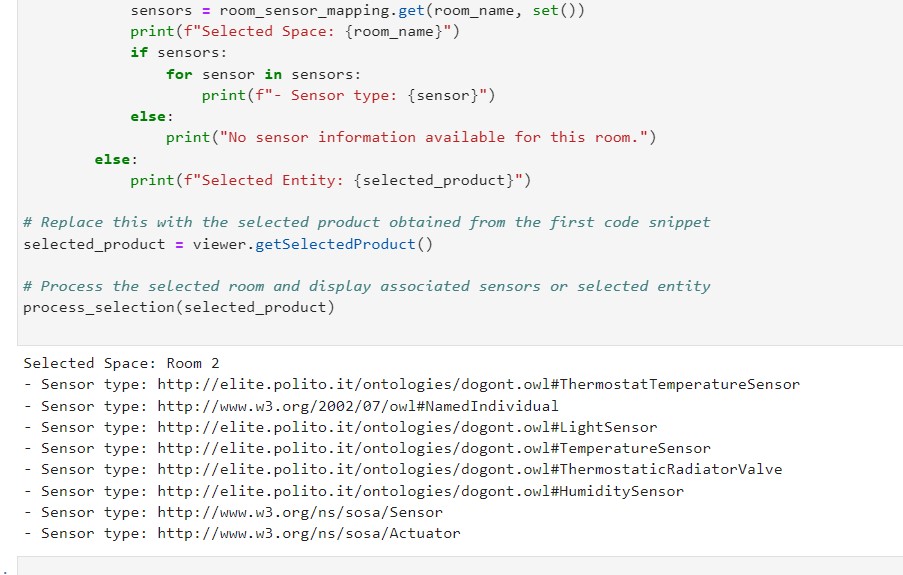 sensors = room_sensor_mapping.get(room_name, set())
print(f"Selected Space: {room_name}")
if sensors:
for sensor in sensors:
print(f"- Sensor type: {sensor}")
else:
print("No sensor information available for this room.")
else:
print(f"Selected Entity: {selected_product}")
# Replace this with the selected product obtained from the first code snippet
selected_product = viewer.getSelectedProduct()
# Process the selected room and display associated sensors or selected entity
process_selection(selected_product)
Selected Space: Room 2
- Sensor type: http://elite.polito.it/ontologies/dogont.owl#ThermostatTemperatureSensor
- Sensor type: http://www.w3.org/2002/07/owl#NamedIndividual
- Sensor type: http://elite.polito.it/ontologies/dogont.owl#LightSensor
- Sensor type: http://elite.polito.it/ontologies/dogont.owl#TemperatureSensor
- Sensor type: http://elite.polito.it/ontologies/dogont.owl#ThermostaticRadiatorValve
- Sensor type: http://elite.polito.it/ontologies/dogont.owl#HumiditySensor
- Sensor type: http://www.w3.org/ns/sosa/Sensor
- Sensor type: http://www.w3.org/ns/sosa/Actuator